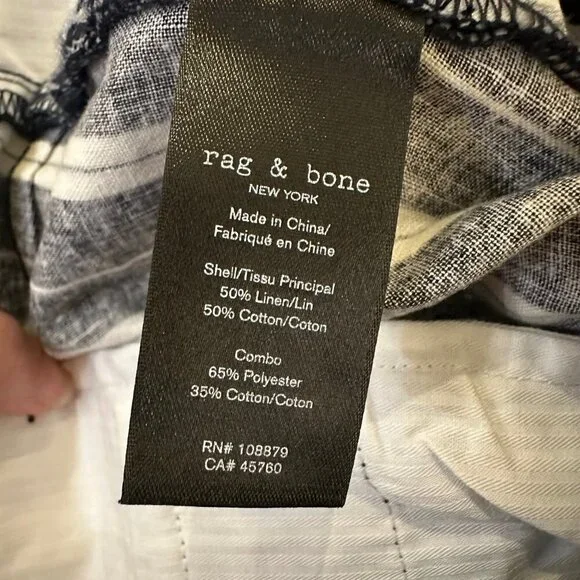 rag & bone
NEW YORK
Made in China/
Fabriqué en Chine
Shell/Tissu Principal
50% Linen/Lin
50% Cotton/Coton
Combo
65% Polyester
35% Cotton/Coton
RN# 108879
CA# 45760